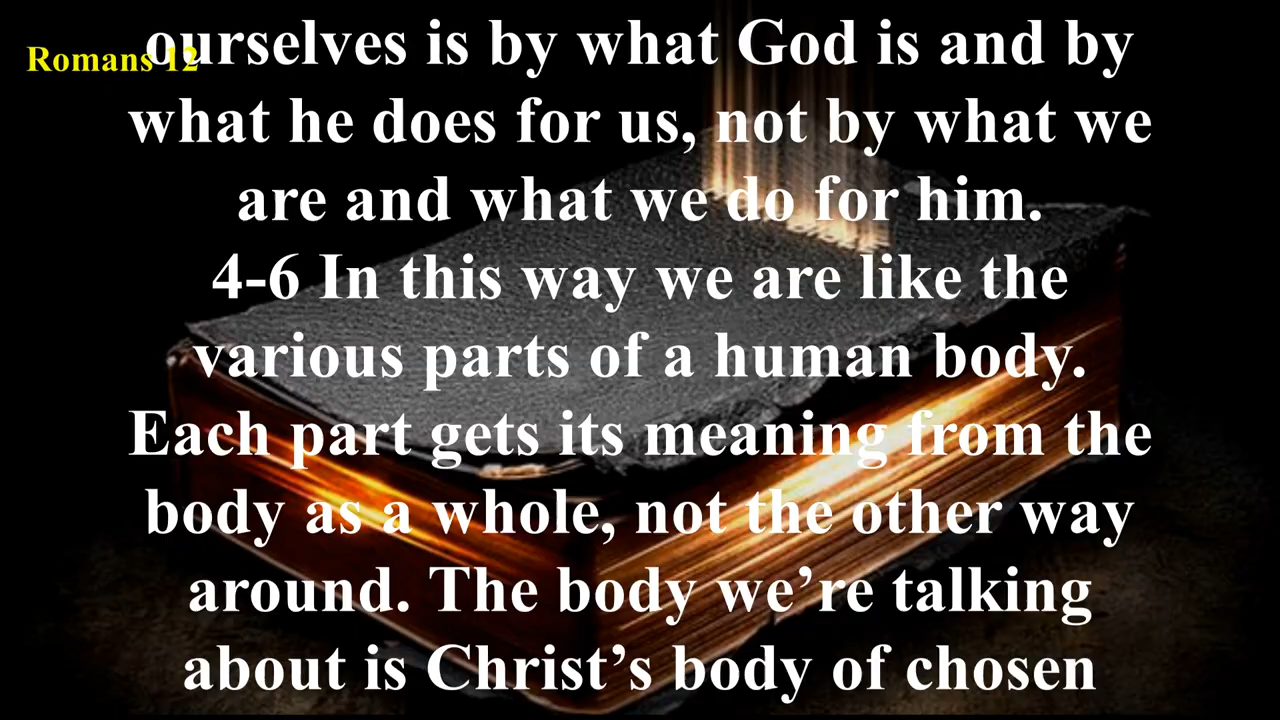 Romans 12
ourselves is by what God is and by
what he does for us, not by what we
are and what we do for him.
4-6 In this way we are like the
various parts of a human body.
Each part gets its meaning from the
body as a whole, not the other way
around. The body we’re talking
about is Christ’s body of chosen